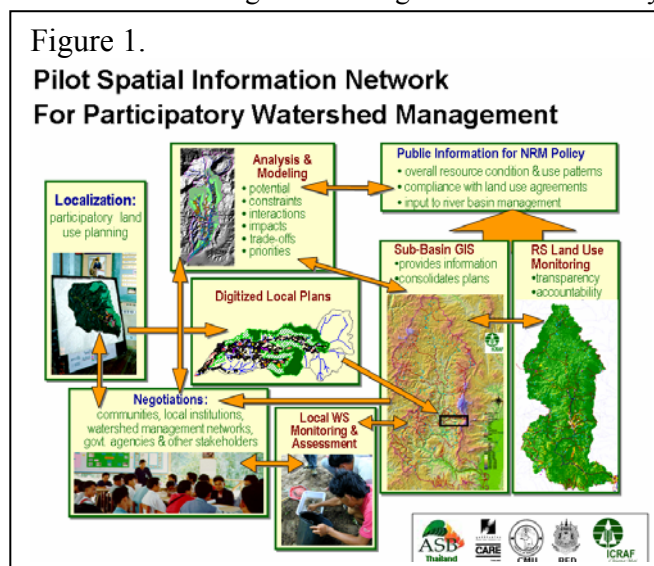 Figure 1.
Pilot Spatial Information Network
For Participatory Watershed Management
Localization:
participatory land
use planning
Analysis &
Modeling
• potential
• constraints
• interactions
• impacts
• trade-offs
• priorities
Public Information for NRM Policy
• overall resource condition & use patterns
• compliance with land use agreements
• input to river basin management
Digitized Local Plans
Sub-Basin GIS
•provides information
•consolidates plans
RS Land Use
Monitoring
•transparency
•accountability
Negotiations:
communities, local institutions,
watershed management networks,
govt. agencies & other stakeholders
Local WS
Monitoring &
Assessment
ICRAF
ASB
Thailand
CARE
CMU
RFD
ICRAF